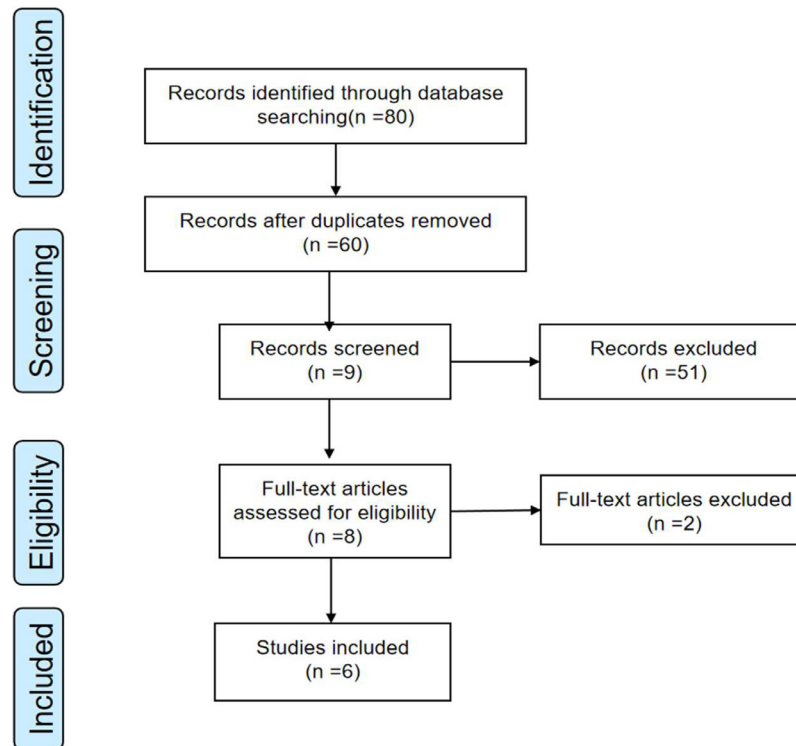 Identification
Records identified through database
searching(n =80)
Records after duplicates removed
(n =60)
Screening
Records screened
(n =9)
Records excluded
(n =51)
Eligibility
Full-text articles
assessed for eligibility
(n =8)
Full-text articles excluded
(n =2)
Included
Studies included
(n =6)